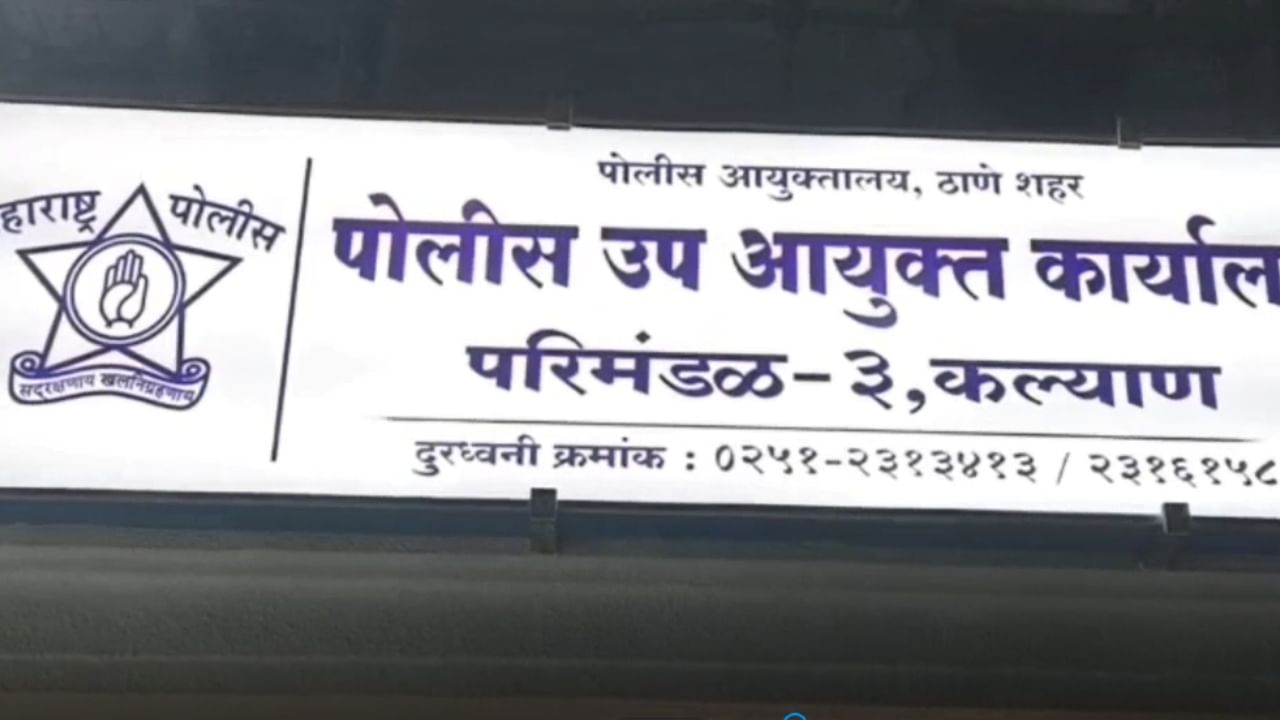 हाराष्ट्र पोलीस
सद्‌रक्षणाय खलनिग्रहणाय
पोलीस आयुक्तालय, ठाणे शहर
पोलीस उप आयुक्त कार्याल
परिमंडळ-३,कल्याण
दुरध्वनी क्रमांक : ०२५१-२३१३४१३ / २३१६१५८